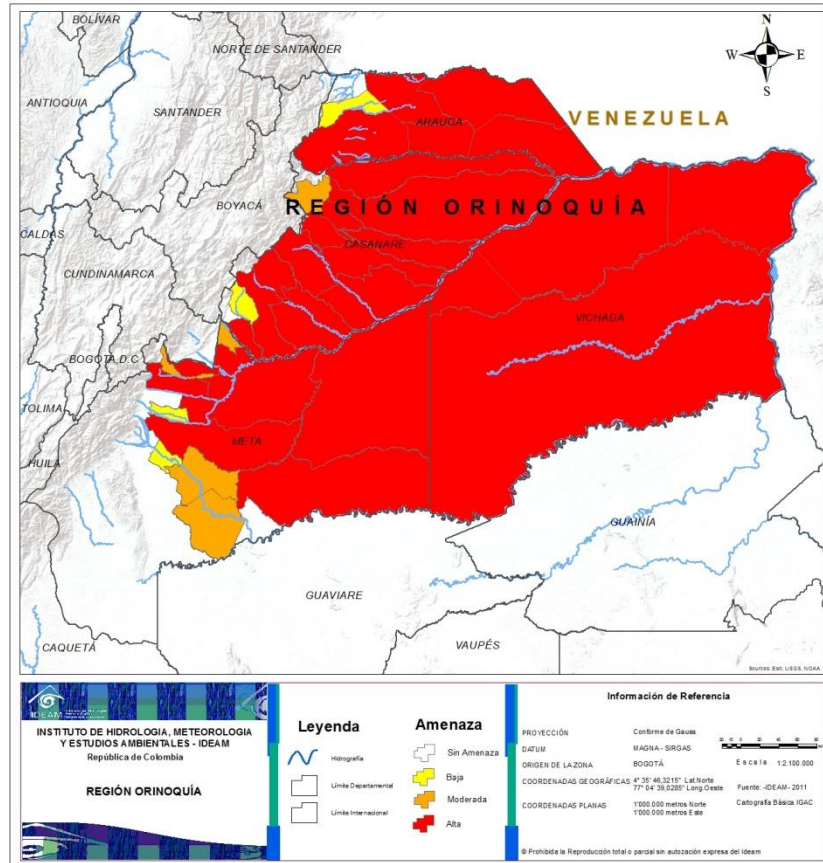 BOLÍVAR
NORTE DE SANTANDER
N
W E
S
ANTIOQUIA
SANTANDER
ARAUCA
VENEZUELA
BOYACÁ
REGIÓN ORINOQUÍA
CALDAS
CASANARE
CUNDINAMARCA
VICHADA
BOGOTÁ D.C
TOLIMA
META
HUILA
GUAINÍA
GUAVIARE
CAQUETÁ
VAUPÉS
Sources: Esri, USGS, NOAA
IDEAM
INSTITUTO DE HIDROLOGIA, METEOROLOGIA
Y ESTUDIOS AMBIENTALES - IDEAM
República de Colombia
REGIÓN ORINOQUÍA
Leyenda
Hidrografía
Límite Departamental
Límite Internacional
Amenaza
Sin Amenaza
Baja
Moderada
Alta
Información de Referencia
PROYECCIÓN Conforme de Gauss
DATUM MAGNA - SIRGAS
ORIGEN DE LA ZONA BOGOTÁ
COORDENADAS GEOGRÁFICAS 4° 35' 46,3215" Lat.Norte
77° 04' 39,0285" Long.Oeste
COORDENADAS PLANAS 1'000.000 metros Norte
1'000.000 metros Este
Escala 1:2.100.000
Fuente: -IDEAM- 2011
Cartografía Básica IGAC
© Prohibida la Reproducción total o parcial sin autozación expresa del Ideam